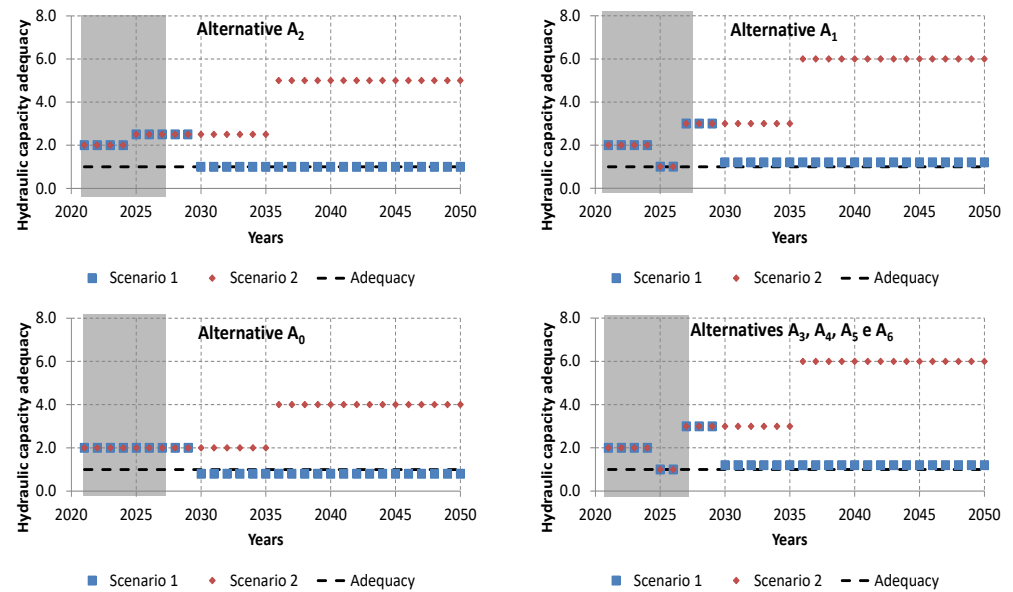 Alternative A2
Hydraulic capacity adequacy
8.0
6.0
4.0
2.0
0.0
2020 2025 2030 2035 2040 2045 2050
Years
Scenario 1 Scenario 2 Adequacy
Alternative A1
Hydraulic capacity adequacy
8.0
6.0
4.0
2.0
0.0
2020 2025 2030 2035 2040 2045 2050
Years
Scenario 1 Scenario 2 Adequacy
Alternative A0
Hydraulic capacity adequacy
8.0
6.0
4.0
2.0
0.0
2020 2025 2030 2035 2040 2045 2050
Years
Scenario 1 Scenario 2 Adequacy
Alternatives A3, A4, A5 e A6
Hydraulic capacity adequacy
8.0
6.0
4.0
2.0
0.0
2020 2025 2030 2035 2040 2045 2050
Years
Scenario 1 Scenario 2 Adequacy